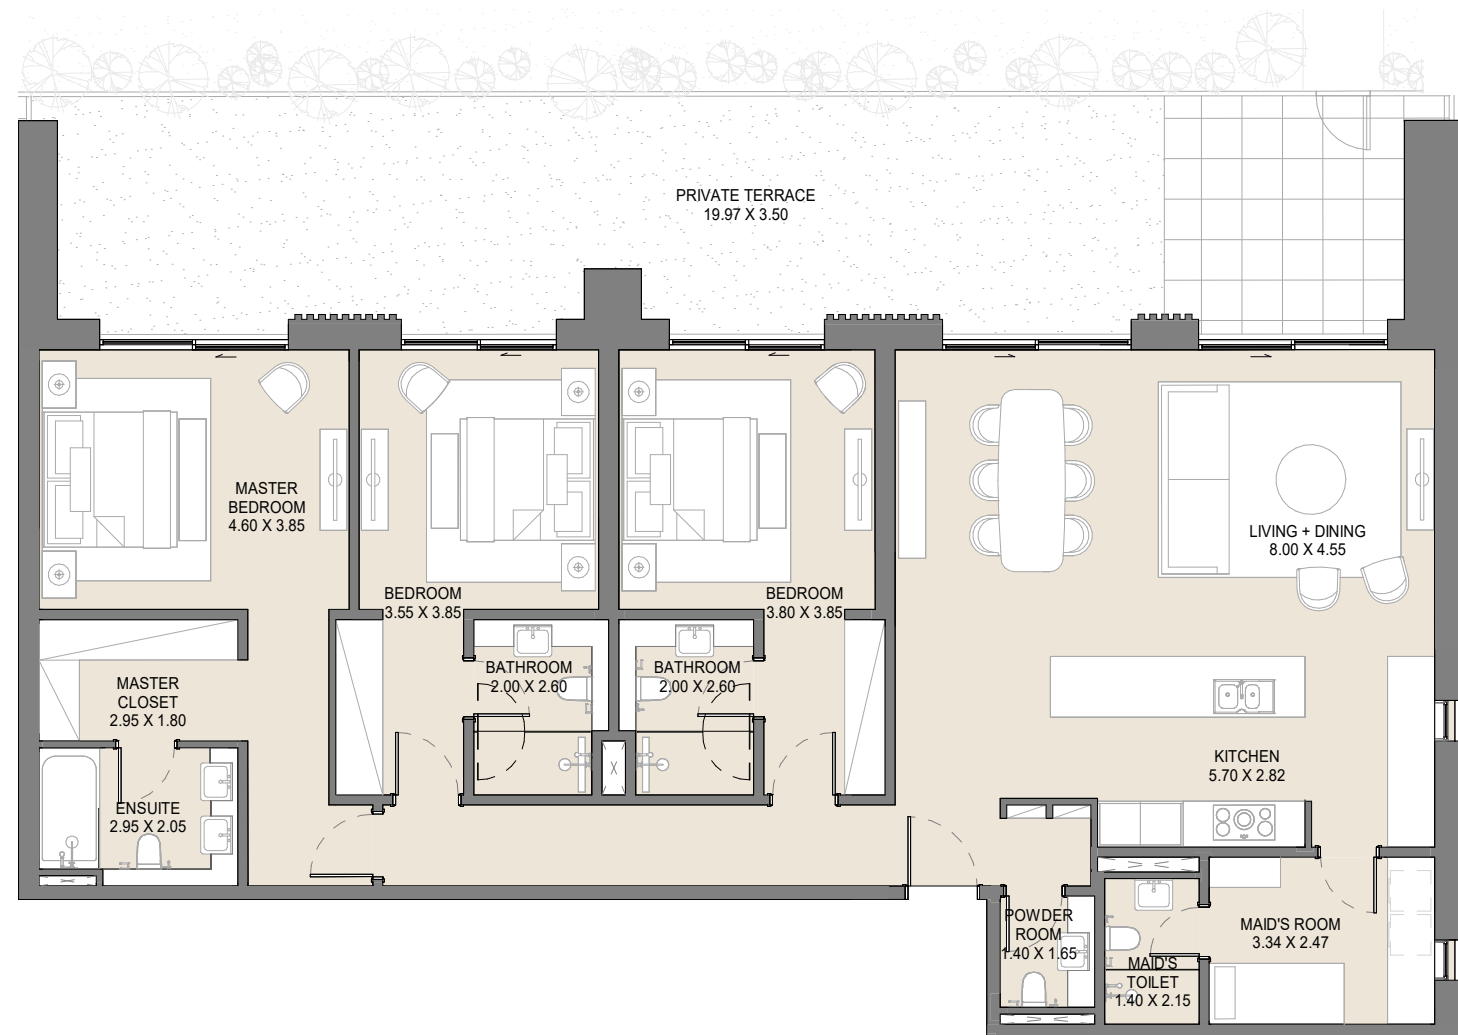 PRIVATE TERRACE
19.97 X 3.50
MASTER
BEDROOM
4.60 X 3.85
BEDROOM
3.55 X 3.85
BEDROOM
3.80 X 3.85
LIVING + DINING
8.00 X 4.55
MASTER
CLOSET
2.95 X 1.80
BATHROOM
2.00 X 2.60
BATHROOM
2.00 X 2.60
KITCHEN
5.70 X 2.82
ENSUITE
2.95 X 2.05
POWDER
ROOM
1.40 X 1.65
MAID'S
TOILET
1.40 X 2.15
MAID'S ROOM
3.34 X 2.47